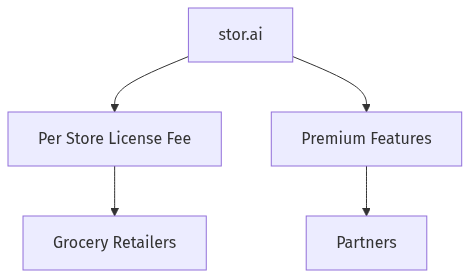 stor.ai
Per Store License Fee
Premium Features
Grocery Retailers
Partners